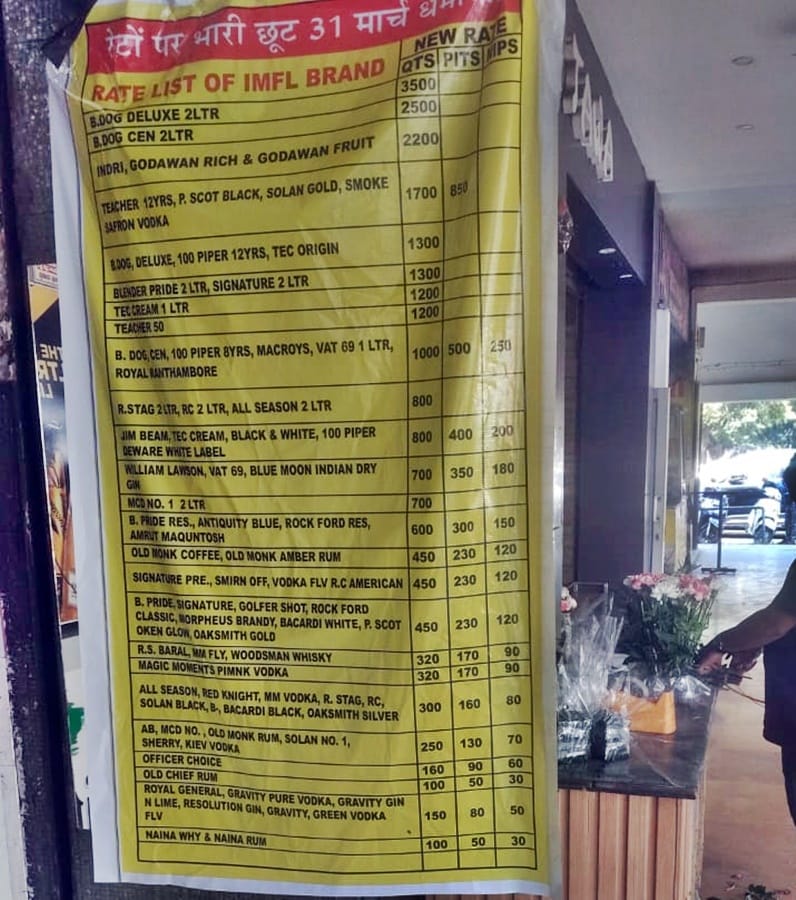 रेटों पर भारी छूट 31 मार्च धमा
RATE LIST OF IMFL BRAND
NEW RATE
QTS PITS NIPS
3500
B.DOG DELUXE 2LTR 2500
B.DOG CEN 2LTR
INDRI, GODAWAN RICH & GODAWAN FRUIT 2200
TEACHER 12YRS, P. SCOT BLACK, SOLAN GOLD, SMOKE 1700 850
SAFRON VODKA
B.DOG, DELUXE, 100 PIPER 12YRS, TEC ORIGIN 1300
BLENDER PRIDE 2 LTR, SIGNATURE 2 LTR 1300
TEC CREAM 1 LTR 1200
TEACHER 50 1200
B. DOG, CEN, 100 PIPER 8YRS, MACROYS, VAT 69 1 LTR, 1000 500 250
ROYAL RANTHAMBORE
R.STAG 2 LTR, RC 2 LTR, ALL SEASON 2 LTR 800
JIM BEAM, TEC CREAM, BLACK & WHITE, 100 PIPER 800 400 200
DEWARE WHITE LABEL
WILLIAM LAWSON, VAT 69, BLUE MOON INDIAN DRY 700 350 180
GIN
MCD NO. 1 2 LTR 700
B. PRIDE RES., ANTIQUITY BLUE, ROCK FORD RES, 600 300 150
AMRUT MAQUNTOSH
OLD MONK COFFEE, OLD MONK AMBER RUM 450 230 120
SIGNATURE PRE., SMIRN OFF, VODKA FLV R.C AMERICAN 450 230 120
B. PRIDE, SIGNATURE, GOLFER SHOT, ROCK FORD
CLASSIC, MORPHEUS BRANDY, BACARDI WHITE, P. SCOT 450 230 120
OKEN GLOW, OAKSMITH GOLD
R.S. BARAL, MM FLY, WOODSMAN WHISKY 320 170 90
MAGIC MOMENTS PIMNK VODKA 320 170 90
ALL SEASON, RED KNIGHT, MM VODKA, R. STAG, RC, 300 160 80
SOLAN BLACK, B-, BACARDI BLACK, OAKSMITH SILVER
AB, MCD NO. , OLD MONK RUM, SOLAN NO. 1, 250 130 70
SHERRY, KIEV VODKA
OFFICER CHOICE 160 90 60
OLD CHIEF RUM 100 50 30
ROYAL GENERAL, GRAVITY PURE VODKA, GRAVITY GIN
N LIME, RESOLUTION GIN, GRAVITY, GREEN VODKA 150 80 50
FLV
NAINA WHY & NAINA RUM 100 50 30